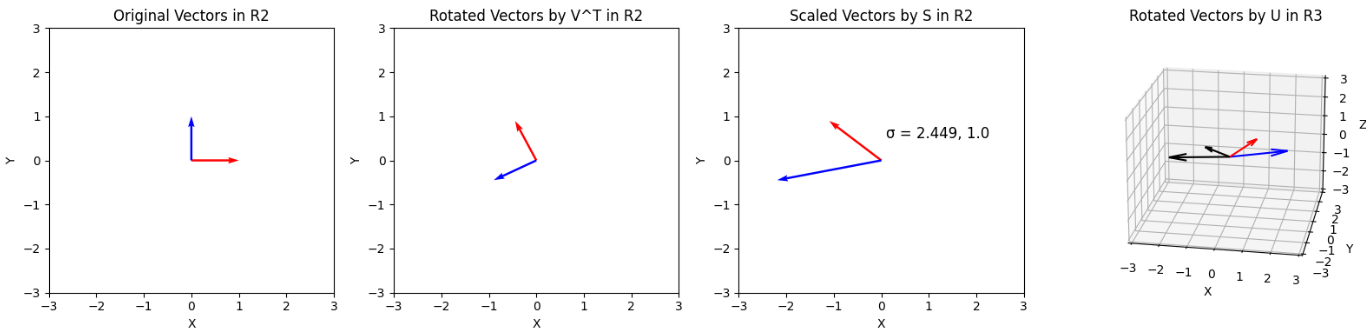 Original Vectors in R2
3
2
1
0
−1
−2
−3
−3 −2 −1 0 1 2 3
Y
X
Rotated Vectors by V^T in R2
3
2
1
0
−1
−2
−3
−3 −2 −1 0 1 2 3
Y
X
Scaled Vectors by S in R2
σ = 2.449, 1.0
3
2
1
0
−1
−2
−3
−3 −2 −1 0 1 2 3
Y
X
Rotated Vectors by U in R3
3
2
1
0
−1
−2
−3
Z
3
2
1
0
−1
−2
−3
Y
−3 −2 −1 0 1 2 3
X